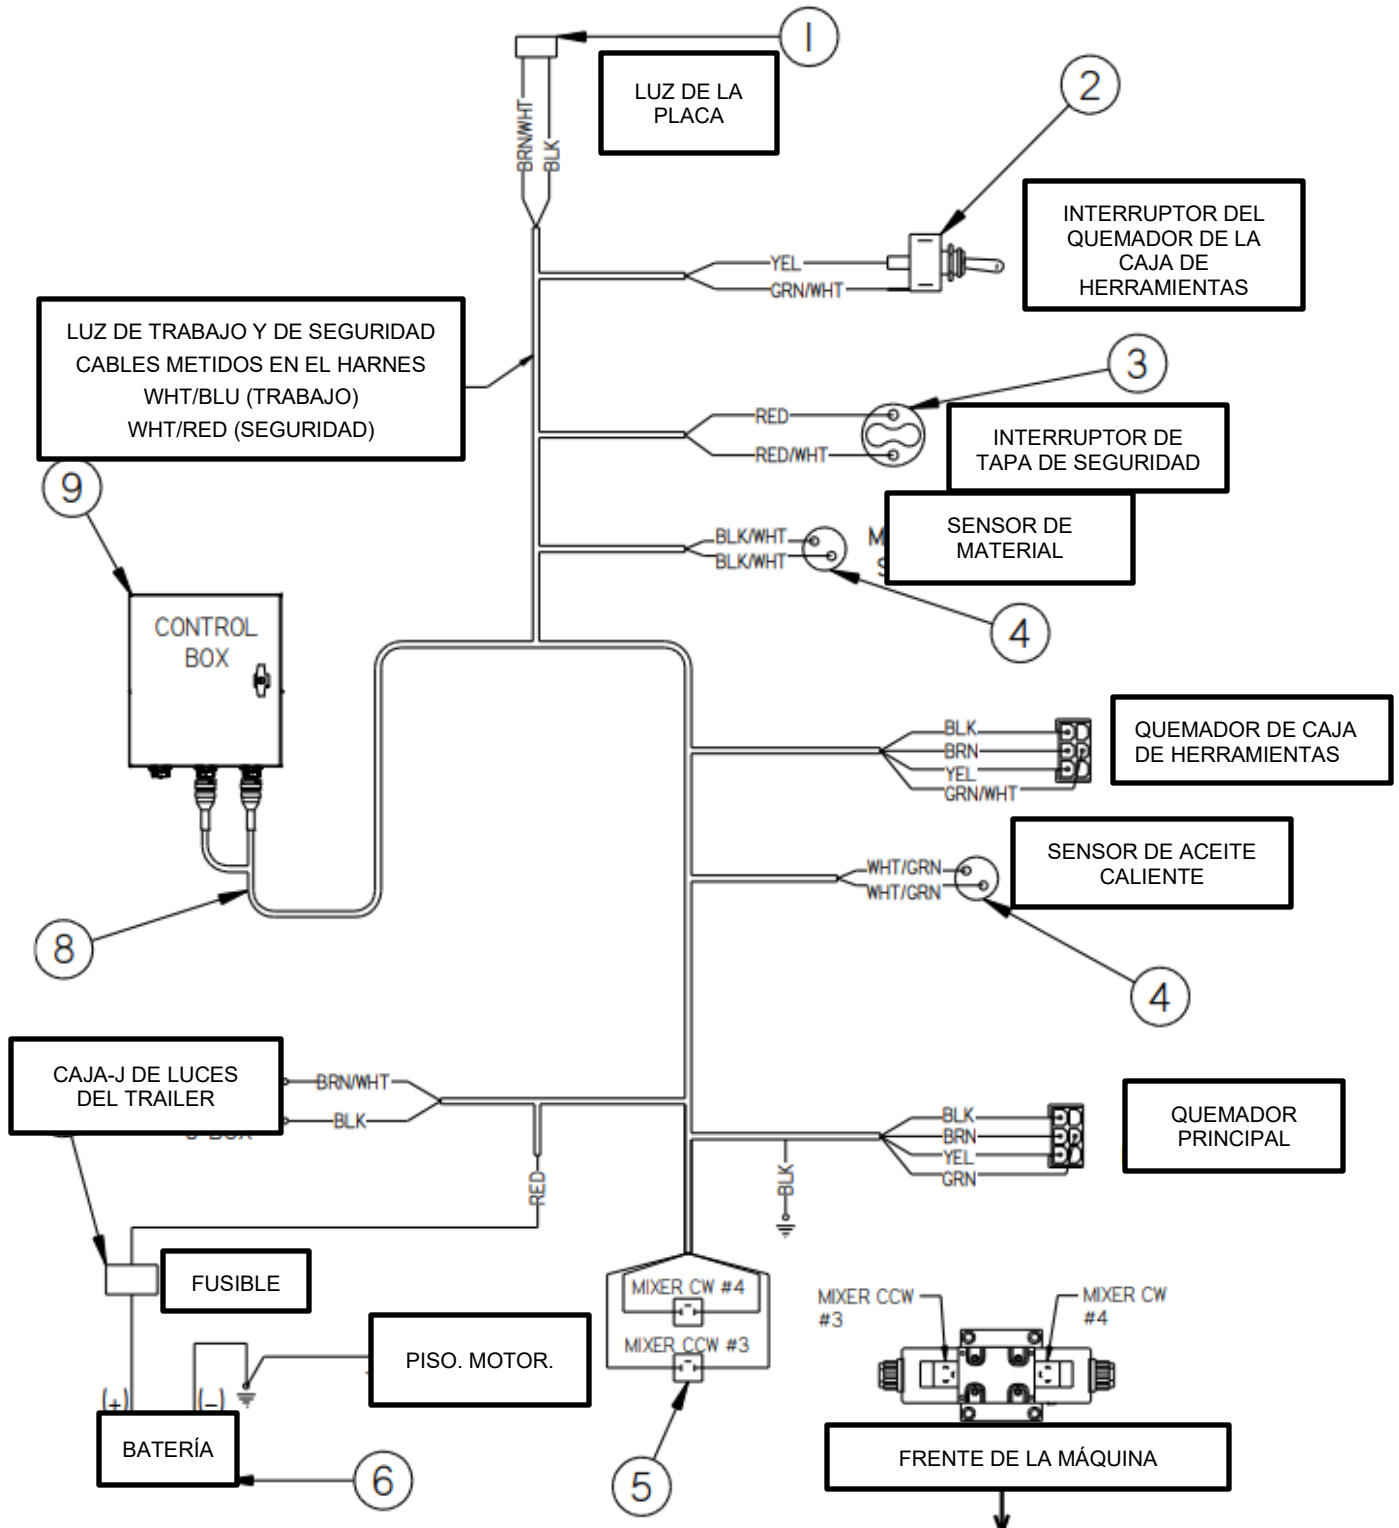 1
LUZ DE LA
PLACA
2
BRN/WHT
BLK
INTERRUPTOR DEL
QUEMADOR DE LA
CAJA DE
HERRAMIENTAS
YEL
GRN/WHT
LUZ DE TRABAJO Y DE SEGURIDAD
CABLES METIDOS EN EL HARNES
WHT/BLU (TRABAJO)
WHT/RED (SEGURIDAD)
3
RED
RED/WHT
INTERRUPTOR DE
TAPA DE SEGURIDAD
9
BLK/WHT
BLK/WHT
M
S
SENSOR DE
MATERIAL
4
CONTROL
BOX
BLK
BRN
YEL
GRN/WHT
QUEMADOR DE CAJA
DE HERRAMIENTAS
WHT/GRN
WHT/GRN
SENSOR DE ACEITE
CALIENTE
8
4
CAJA-J DE LUCES
DEL TRAILER
BRN/WHT
BLK
BLK
BRN
YEL
GRN
QUEMADOR
PRINCIPAL
RED
BLK
FUSIBLE
MIXER CW #4
MIXER CCW #3
MIXER CCW
#3
MIXER CW
#4
PISO. MOTOR.
(+)
(-)
BATERÍA
6
5
FRENTE DE LA MÁQUINA